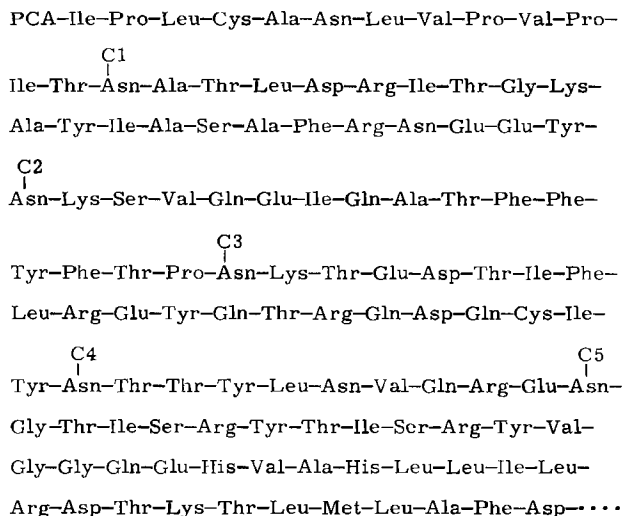 PCA–Ile–Pro–Leu–Cys–Ala–Asn–Leu–Val–Pro–Val–Pro–
C1
Ile–Thr–Asn–Ala–Thr–Leu–Asp–Arg–Ile–Thr–Gly–Lys–
Ala–Tyr–Ile–Ala–Ser–Ala–Phe–Arg–Asn–Glu–Glu–Tyr–
C2
Asn–Lys–Ser–Val–Gln–Glu–Ile–Gln–Ala–Thr–Phe–Phe–
C3
Tyr–Phe–Thr–Pro–Asn–Lys–Thr–Glu–Asp–Thr–Ile–Phe–
Leu–Arg–Glu–Tyr–Gln–Thr–Arg–Gln–Asp–Gln–Cys–Ile–
C4 C5
Tyr–Asn–Thr–Thr–Tyr–Leu–Asn–Val–Gln–Arg–Glu–Asn–
Gly–Thr–Ile–Ser–Arg–Tyr–Thr–Ile–Ser–Arg–Tyr–Val–
Gly–Gly–Gln–Glu–His–Val–Ala–His–Leu–Leu–Ile–Leu–
Arg–Asp–Thr–Lys–Thr–Leu–Met–Leu–Ala–Phe–Asp–····